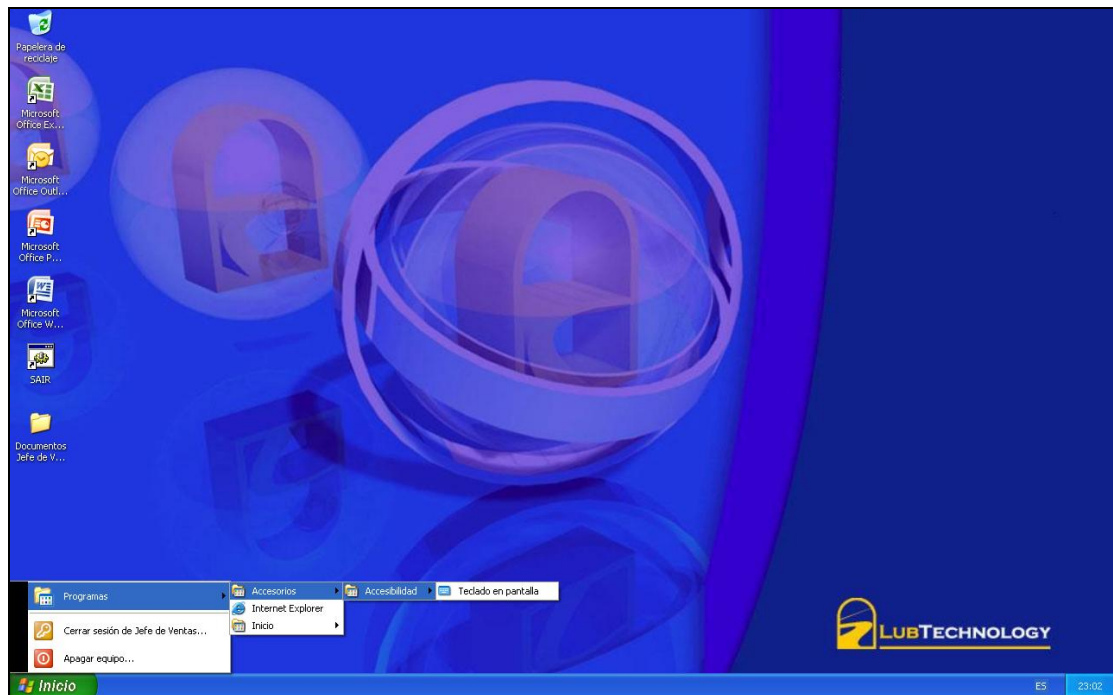 Papelera de
reciclaje
Microsoft
Office Ex...
Microsoft
Office Outl...
Microsoft
Office P...
Microsoft
Office W...
SAIR
Documentos
Jefe de V...
Programas
Accesorios
Accesibilidad
Teclado en pantalla
Internet Explorer
Inicio
Cerrar sesión de Jefe de Ventas...
Apagar equipo...
LUBTECHNOLOGY
Inicio
ES
23:02